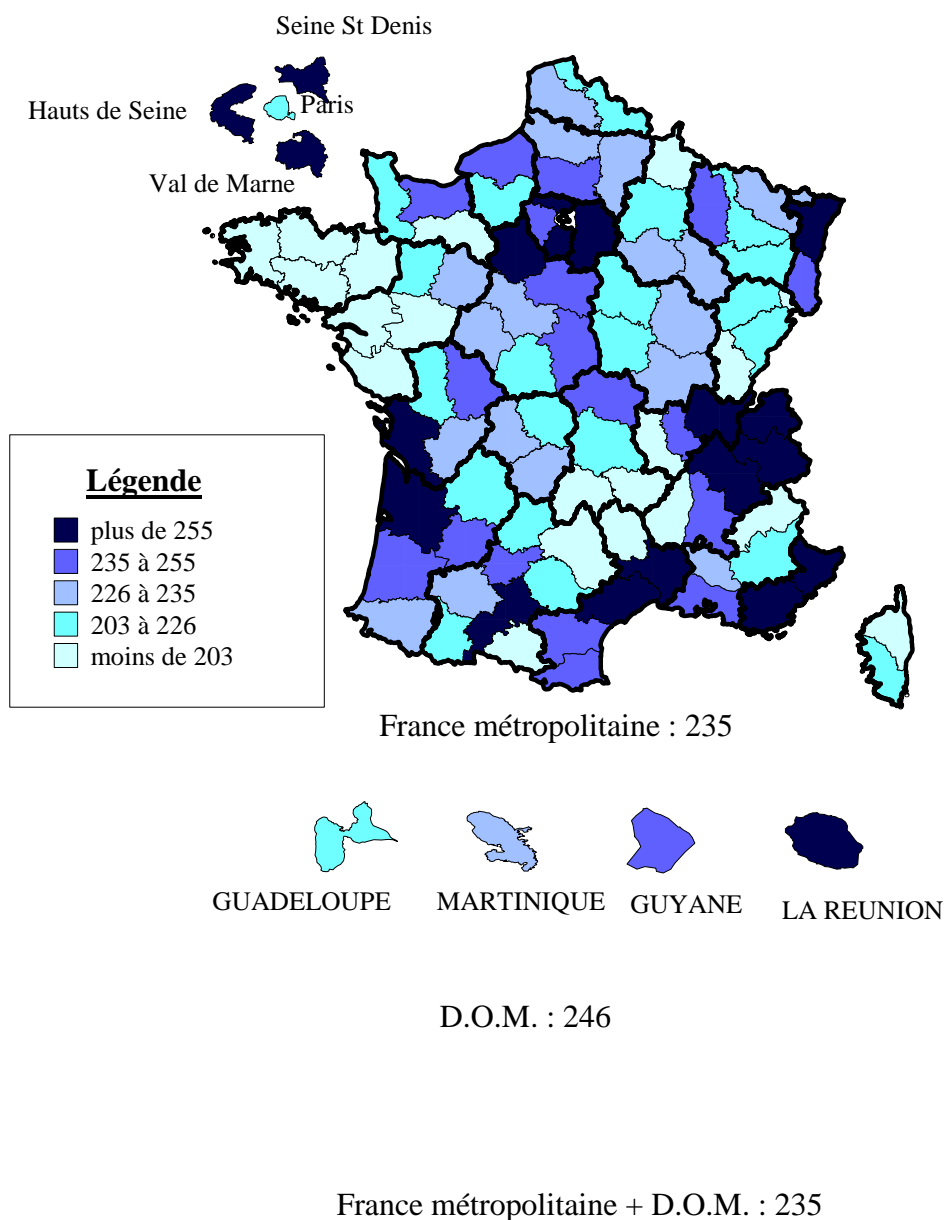 Seine St Denis
Hauts de Seine
Paris
Val de Marne
Légende
plus de 255
235 à 255
226 à 235
203 à 226
moins de 203
France métropolitaine : 235
GUADELOUPE
MARTINIQUE
GUYANE
LA REUNION
D.O.M. : 246
France métropolitaine + D.O.M. : 235